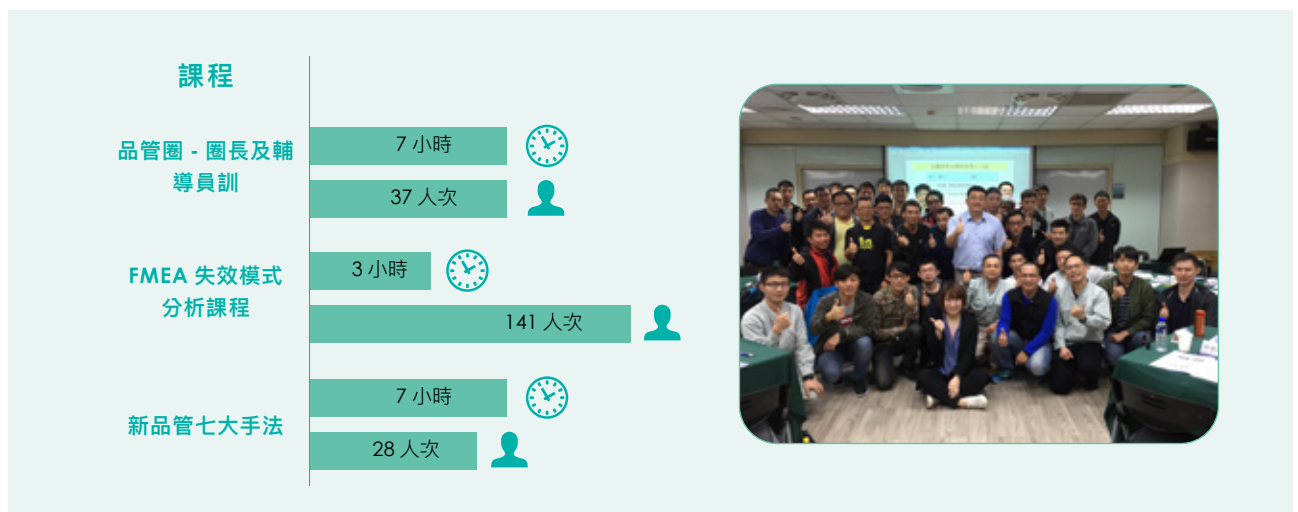 課程
品管圈 - 圈長及輔
導員訓
7 小時
37 人次
FMEA 失效模式
分析課程
3 小時
141 人次
新品管七大手法
7 小時
28 人次